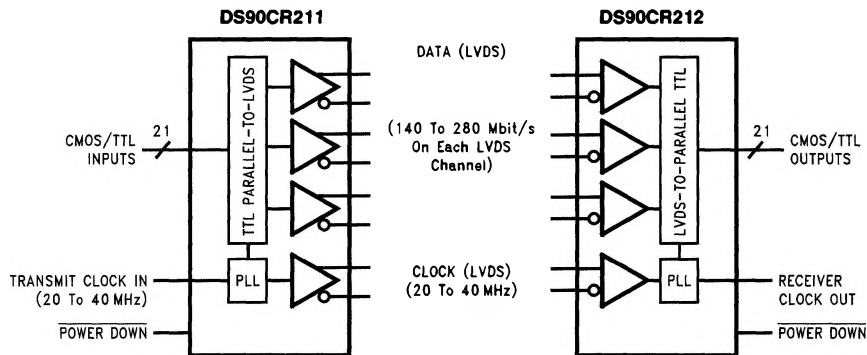 DS90CR211
DS90CR212
DATA (LVDS)
(140 To 280 Mbit/s
On Each LVDS
Channel)
CLOCK (LVDS)
(20 To 40 MHz)
21
CMOS/TTL
INPUTS
TTL PARALLEL-TO-LVDS
PLL
TRANSMIT CLOCK IN
(20 To 40 MHz)
POWER DOWN
LVDS-TO-PARALLEL TTL
PLL
21
CMOS/TTL
OUTPUTS
RECEIVER
CLOCK OUT
POWER DOWN